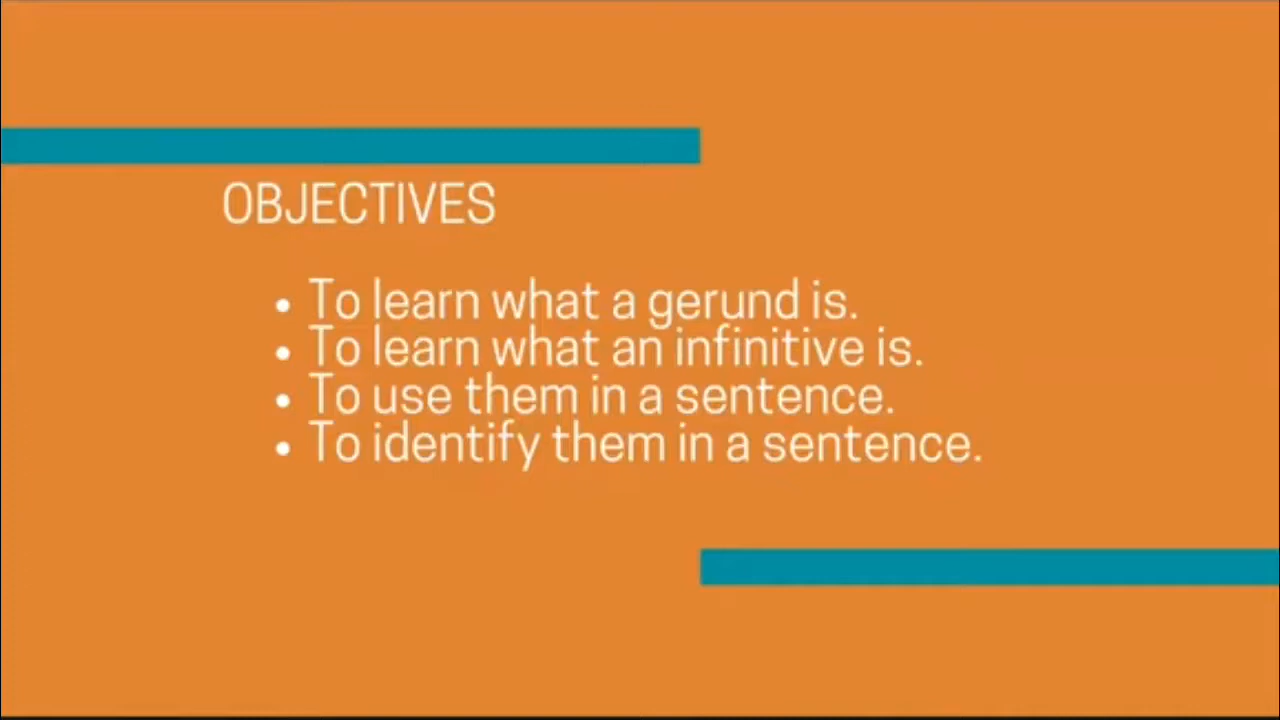 OBJECTIVES
• To learn what a gerund is.
• To learn what an infinitive is.
• To use them in a sentence.
• To identify them in a sentence.